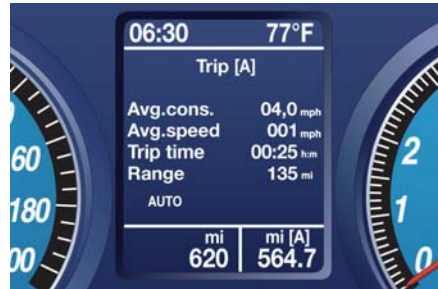 06:30 77°F
Trip [A]
Avg.cons. 04,0 mph
Avg.speed 001 mph
Trip time 00:25 h:m
Range 135 mi
AUTO
mi mi [A]
620 564.7
60
180
00
2
1
0